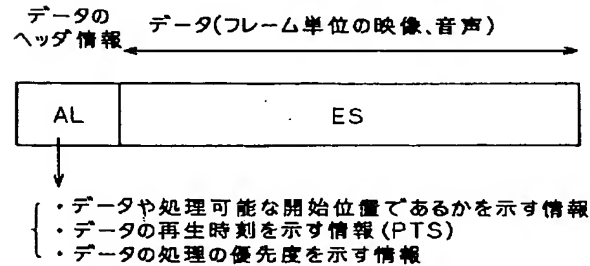 データの
ヘッダ情報
データ(フレーム単位の映像、音声)
AL
ES
・データや処理可能な開始位置であるかを示す情報
・データの再生時刻を示す情報(PTS)
・データの処理の優先度を示す情報